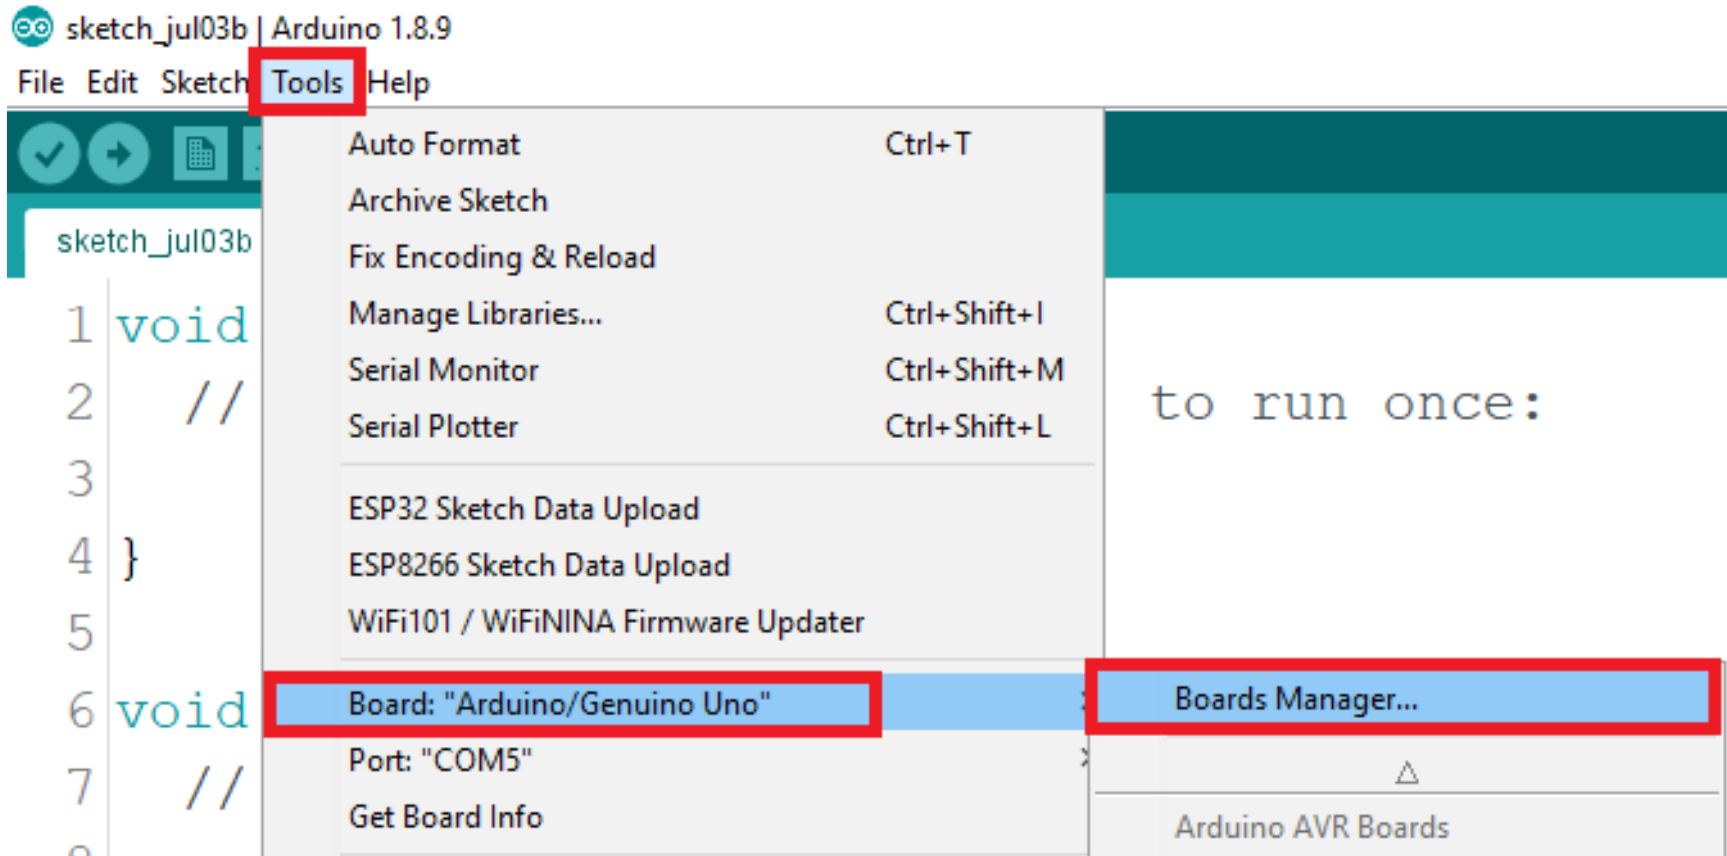 sketch_jul03b | Arduino 1.8.9
File Edit Sketch Tools Help
Auto Format Ctrl+T
Archive Sketch
sketch_jul03b
Fix Encoding & Reload
1 void
Manage Libraries... Ctrl+Shift+I
Serial Monitor Ctrl+Shift+M
2 // to run once:
Serial Plotter Ctrl+Shift+L
3
ESP32 Sketch Data Upload
4 }
ESP8266 Sketch Data Upload
5
WiFi101 / WiFiNINA Firmware Updater
6 void
Board: "Arduino/Genuino Uno"
Boards Manager...
Port: "COM5"
7 //
Get Board Info
Arduino AVR Boards